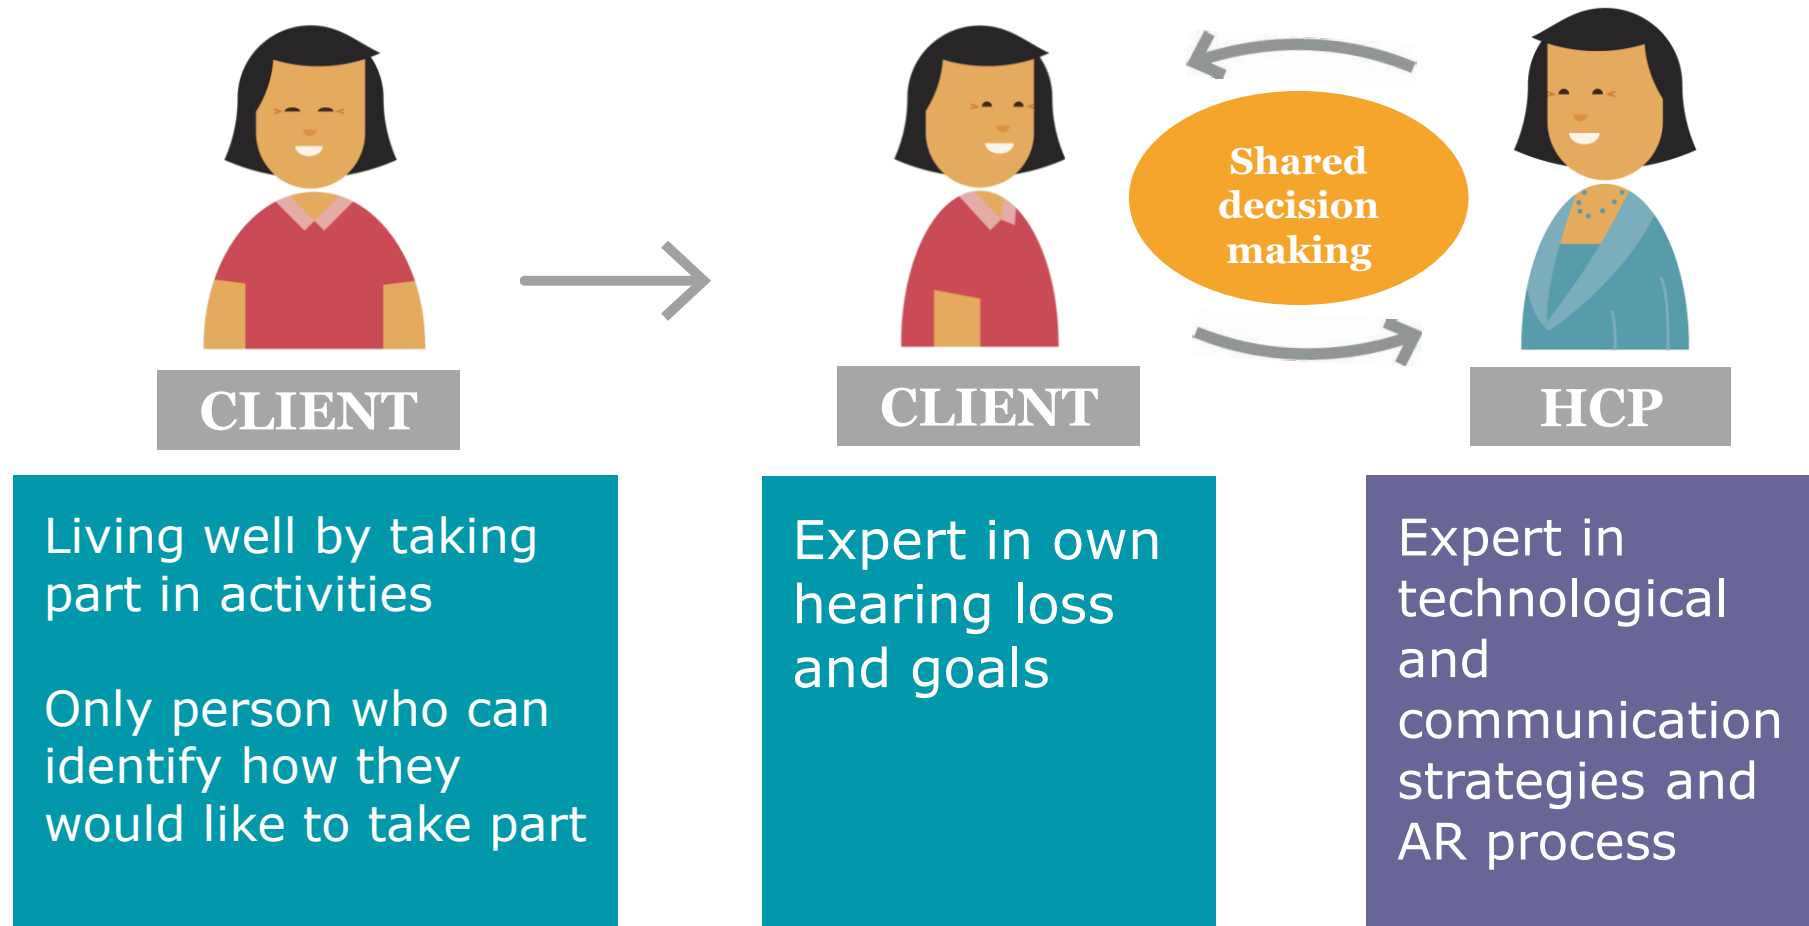 Shared
decision
making
CLIENT
CLIENT
HCP
Living well by taking
part in activities
Only person who can
identify how they
would like to take part
Expert in own
hearing loss
and goals
Expert in
technological
and
communication
strategies and
AR process